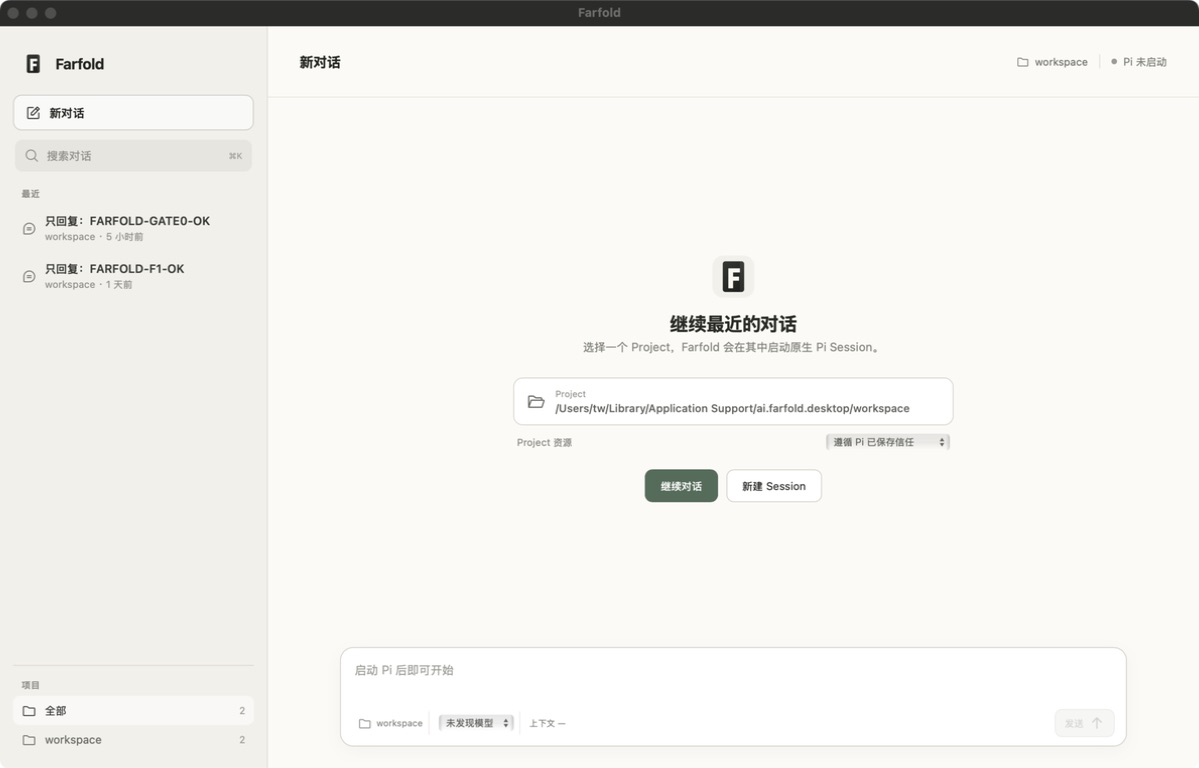 Farfold
Farfold
新对话
搜索对话 ⌘K
最近
只回复：FARFOLD-GATE0-OK
workspace · 5 小时前
只回复：FARFOLD-F1-OK
workspace · 1 天前
项目
全部 2
workspace 2
新对话
workspace
Pi 未启动
F
继续最近的对话
选择一个 Project，Farfold 会在其中启动原生 Pi Session。
Project
/Users/tw/Library/Application Support/ai.farfold.desktop/workspace
Project 资源
遵循 Pi 已保存信任
继续对话
新建 Session
启动 Pi 后即可开始
workspace
未发现模型
上下文 —
发送